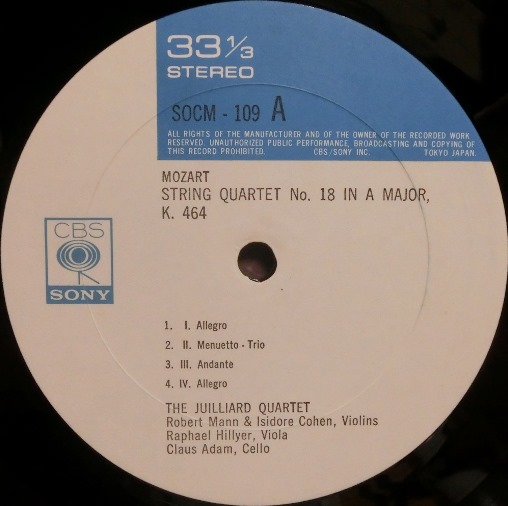 33 1/3
STEREO
SOCM - 109 A
ALL RIGHTS OF THE MANUFACTURER AND OF THE OWNER OF THE RECORDED WORK
RESERVED. UNAUTHORIZED PUBLIC PERFORMANCE, BROADCASTING AND COPYING OF
THIS RECORD PROHIBITED. CBS/SONY INC. TOKYO JAPAN.
MOZART
STRING QUARTET No. 18 IN A MAJOR,
K. 464
CBS
SONY
1. I. Allegro
2. II. Menuetto - Trio
3. III. Andante
4. IV. Allegro
THE JUILLIARD QUARTET
Robert Mann & Isidore Cohen, Violins
Raphael Hillyer, Viola
Claus Adam, Cello